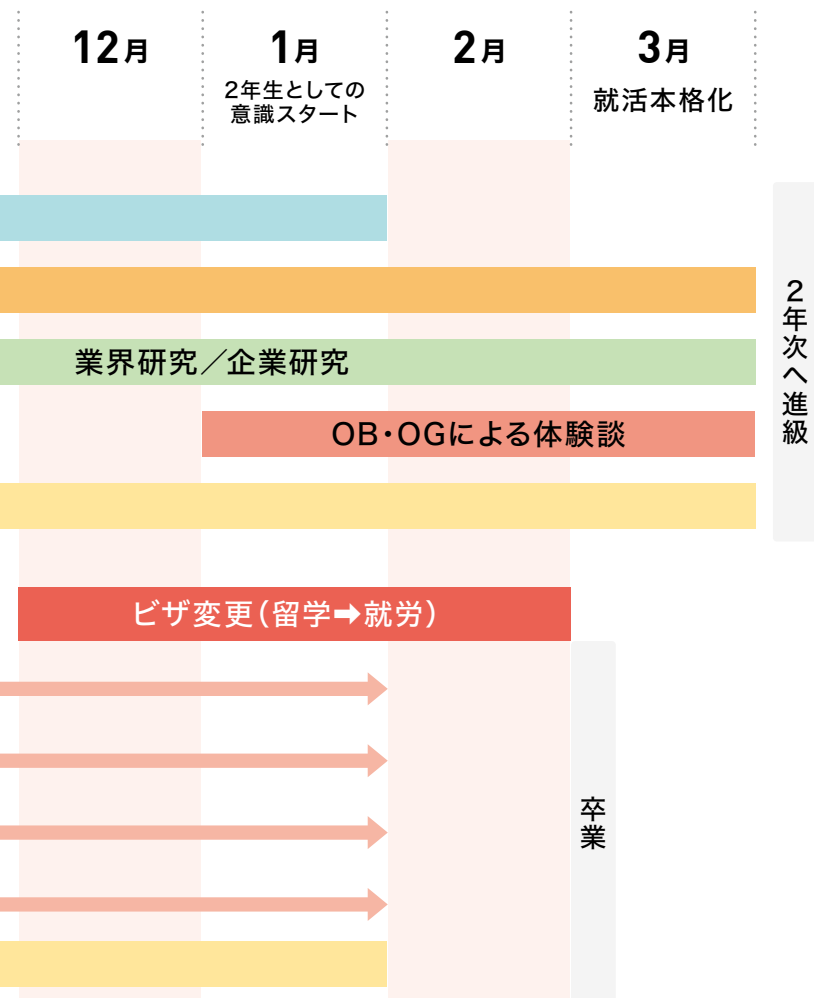 12月
1月
2年生としての
意識スタート
2月
3月
就活本格化
業界研究／企業研究
OB・OGによる体験談
2年次へ進級
ビザ変更（留学➡就労）
卒業